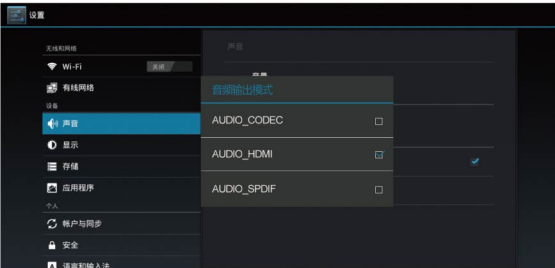 设置
无线和网络
Wi-Fi
关闭
有线网络
设备
声音
显示
存储
应用程序
个人
帐户与同步
安全
语言和输入法
声音
音量
音频输出模式
AUDIO_CODEC
AUDIO_HDMI
AUDIO_SPDIF